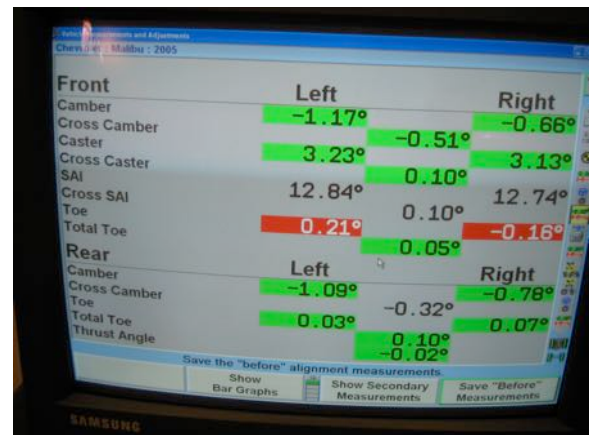 Vehicle Measurements and Adjustments
Chevrolet : Malibu : 2005
Front Left Right
Camber -1.17° -0.66°
Cross Camber -0.51°
Caster 3.23° 3.13°
Cross Caster 0.10°
SAI 12.84° 12.74°
Cross SAI 0.10°
Toe 0.21° -0.16°
Total Toe 0.05°
Rear Left Right
Camber -1.09° -0.78°
Cross Camber -0.32°
Toe 0.03° 0.07°
Total Toe 0.10°
Thrust Angle -0.02°
Save the "before" alignment measurements.
Show Bar Graphs
Show Secondary Measurements
Save "Before" Measurements
SAMSUNG